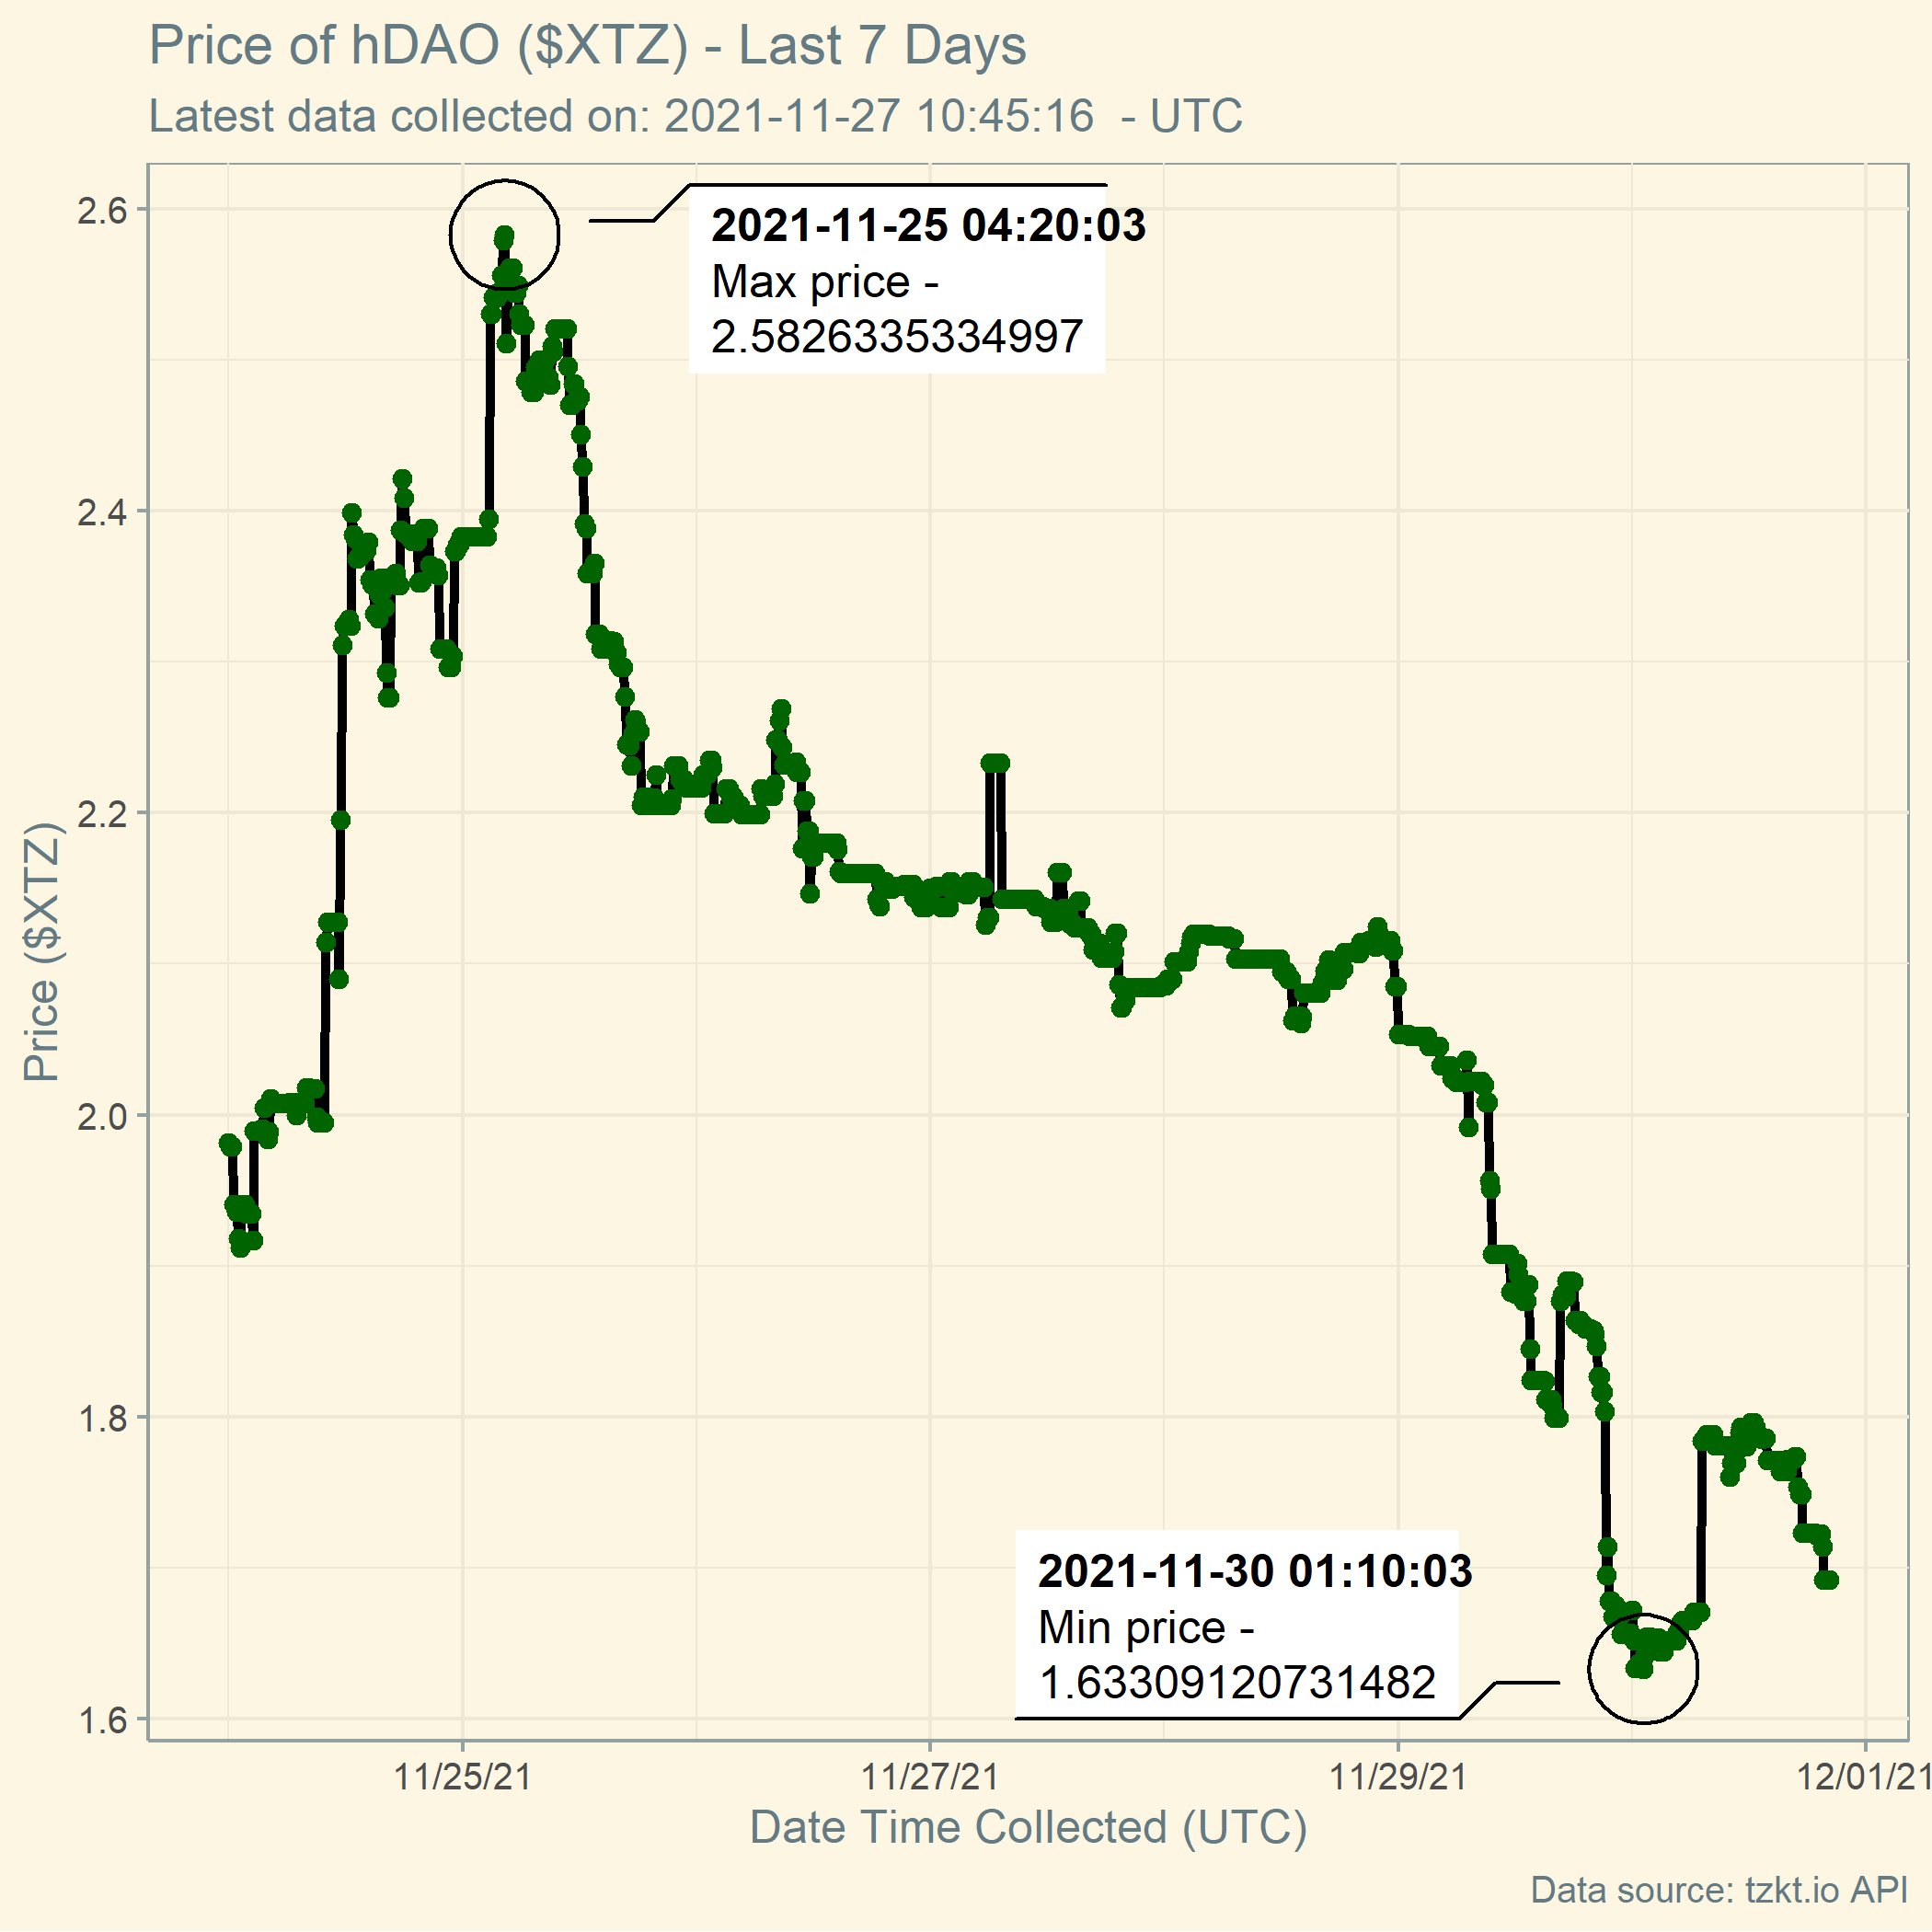 Price of hDAO ($XTZ) - Last 7 Days
Latest data collected on: 2021-11-27 10:45:16  - UTC
2.6
2.4
2.2
2.0
1.8
1.6
Price ($XTZ)
2021-11-25 04:20:03
Max price -
2.5826335334997
2021-11-30 01:10:03
Min price -
1.63309120731482
11/25/21
11/27/21
11/29/21
12/01/21
Date Time Collected (UTC)
Data source: tzkt.io API